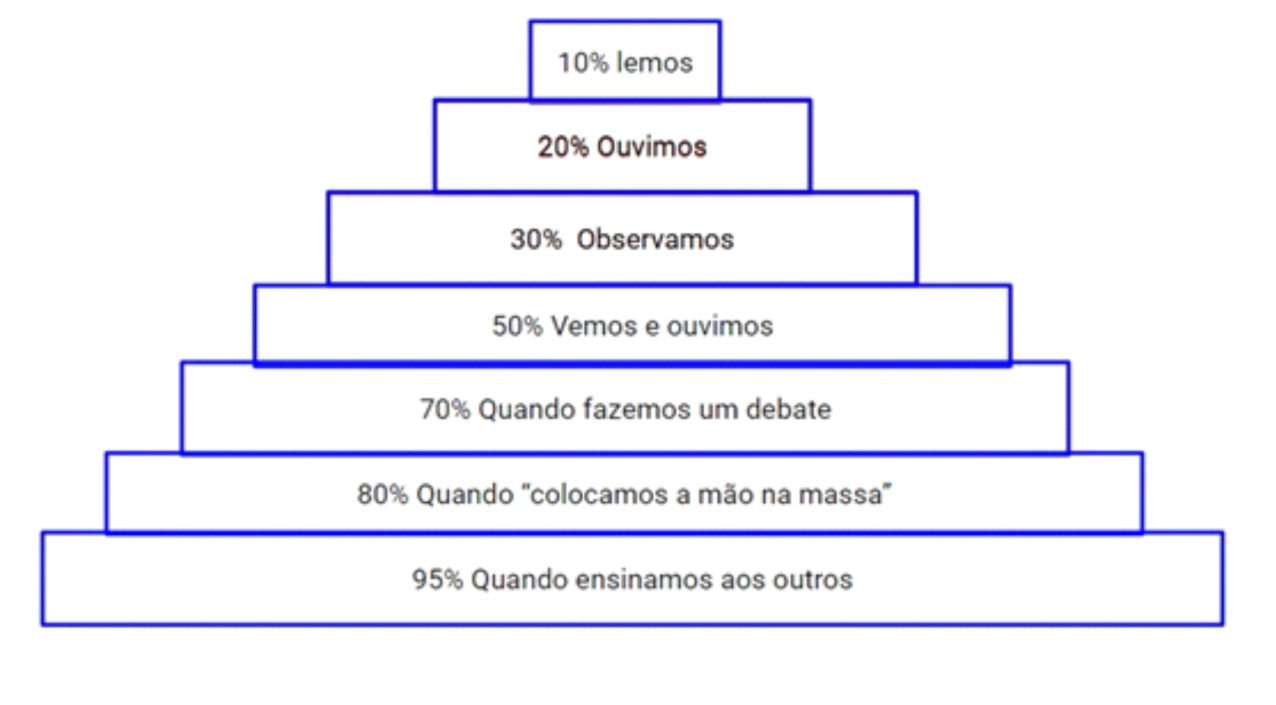 10% lemos
20% Ouvimos
30% Observamos
50% Vemos e ouvimos
70% Quando fazemos um debate
80% Quando “colocamos a mão na massa”
95% Quando ensinamos aos outros